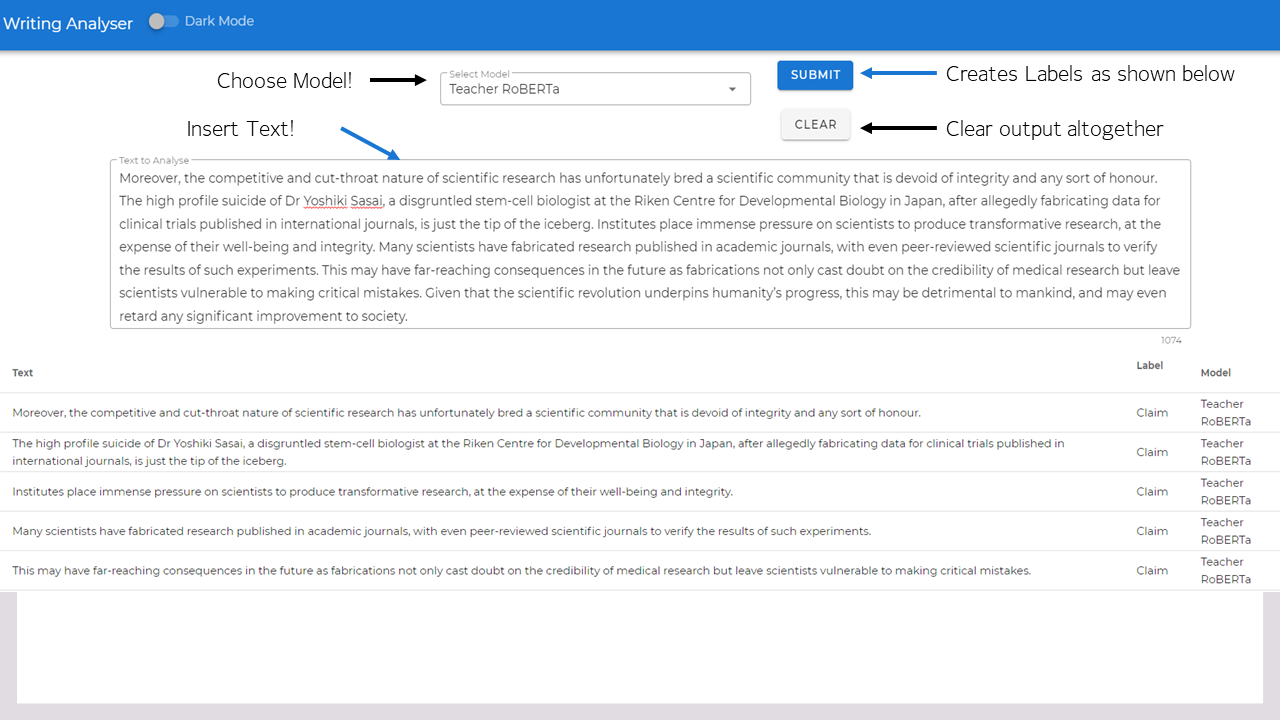 Writing Analyser
Dark Mode
Choose Model!
Select Model
Teacher RoBERTa
SUBMIT
Creates Labels as shown below
Insert Text!
CLEAR
Clear output altogether
Text to Analyse
Moreover, the competitive and cut-throat nature of scientific research has unfortunately bred a scientific community that is devoid of integrity and any sort of honour.
The high profile suicide of Dr Yoshiki Sasai, a disgruntled stem-cell biologist at the Riken Centre for Developmental Biology in Japan, after allegedly fabricating data for
clinical trials published in international journals, is just the tip of the iceberg. Institutes place immense pressure on scientists to produce transformative research, at the
expense of their well-being and integrity. Many scientists have fabricated research published in academic journals, with even peer-reviewed scientific journals to verify
the results of such experiments. This may have far-reaching consequences in the future as fabrications not only cast doubt on the credibility of medical research but leave
scientists vulnerable to making critical mistakes. Given that the scientific revolution underpins humanity’s progress, this may be detrimental to mankind, and may even
retard any significant improvement to society.
1074
Text
Label
Model
Moreover, the competitive and cut-throat nature of scientific research has unfortunately bred a scientific community that is devoid of integrity and any sort of honour.
Claim
Teacher
RoBERTa
The high profile suicide of Dr Yoshiki Sasai, a disgruntled stem-cell biologist at the Riken Centre for Developmental Biology in Japan, after allegedly fabricating data for clinical trials published in
international journals, is just the tip of the iceberg.
Claim
Teacher
RoBERTa
Institutes place immense pressure on scientists to produce transformative research, at the expense of their well-being and integrity.
Claim
Teacher
RoBERTa
Many scientists have fabricated research published in academic journals, with even peer-reviewed scientific journals to verify the results of such experiments.
Claim
Teacher
RoBERTa
This may have far-reaching consequences in the future as fabrications not only cast doubt on the credibility of medical research but leave scientists vulnerable to making critical mistakes.
Claim
Teacher
RoBERTa